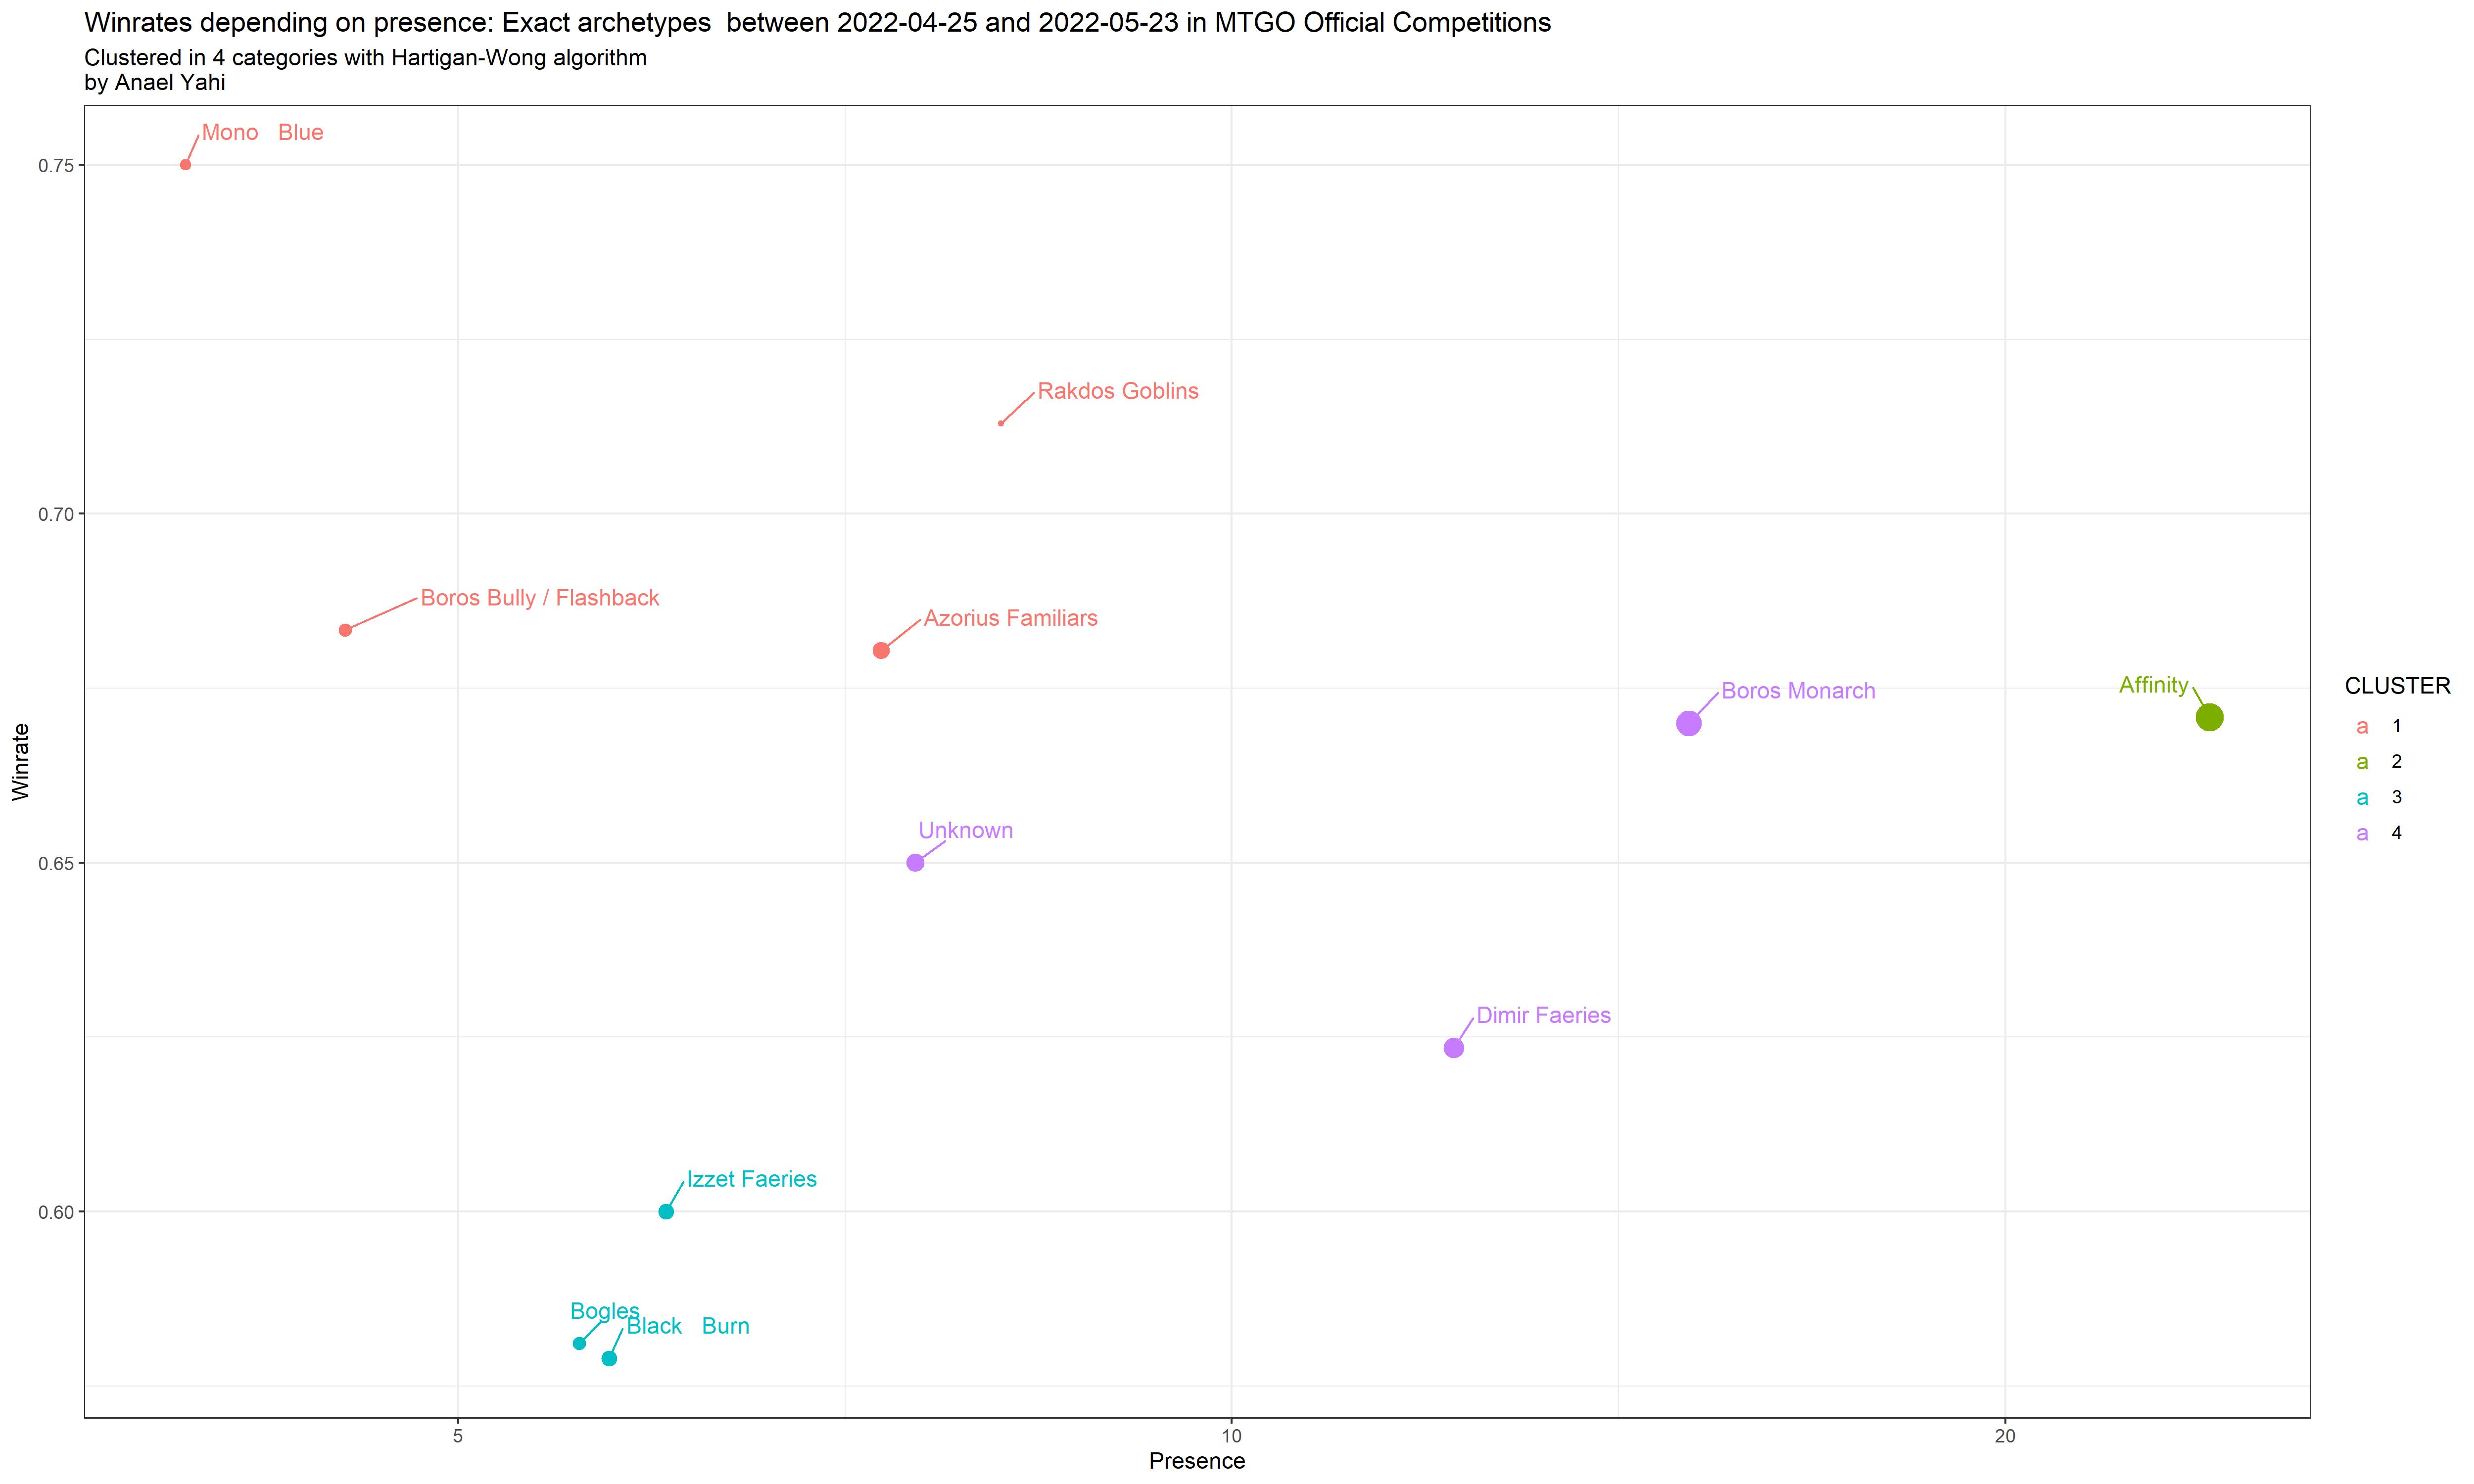 Winrates depending on presence: Exact archetypes  between 2022-04-25 and 2022-05-23 in MTGO Official Competitions
Clustered in 4 categories with Hartigan-Wong algorithm
by Anael Yahi
Mono   Blue
0.75
Rakdos Goblins
0.70
Boros Bully / Flashback
Azorius Familiars
Affinity
Boros Monarch
CLUSTER
a 1
a 2
a 3
a 4
Winrate
Unknown
0.65
Dimir Faeries
Izzet Faeries
0.60
Bogles
Black   Burn
5
10
20
Presence